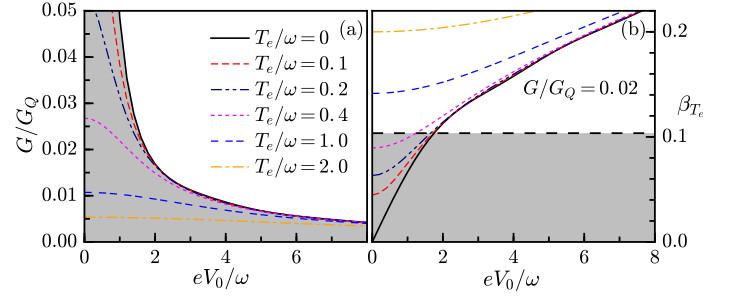 0.05
0.04
0.03
0.02
0.01
0.00
G/G_Q
(a)
T_e/ω = 0
T_e/ω = 0.1
T_e/ω = 0.2
T_e/ω = 0.4
T_e/ω = 1.0
T_e/ω = 2.0
0 2 4 6
eV_0/ω
(b)
G/G_Q = 0.02
0.2
0.1
0.0
β_{T_e}
0 2 4 6 8
eV_0/ω